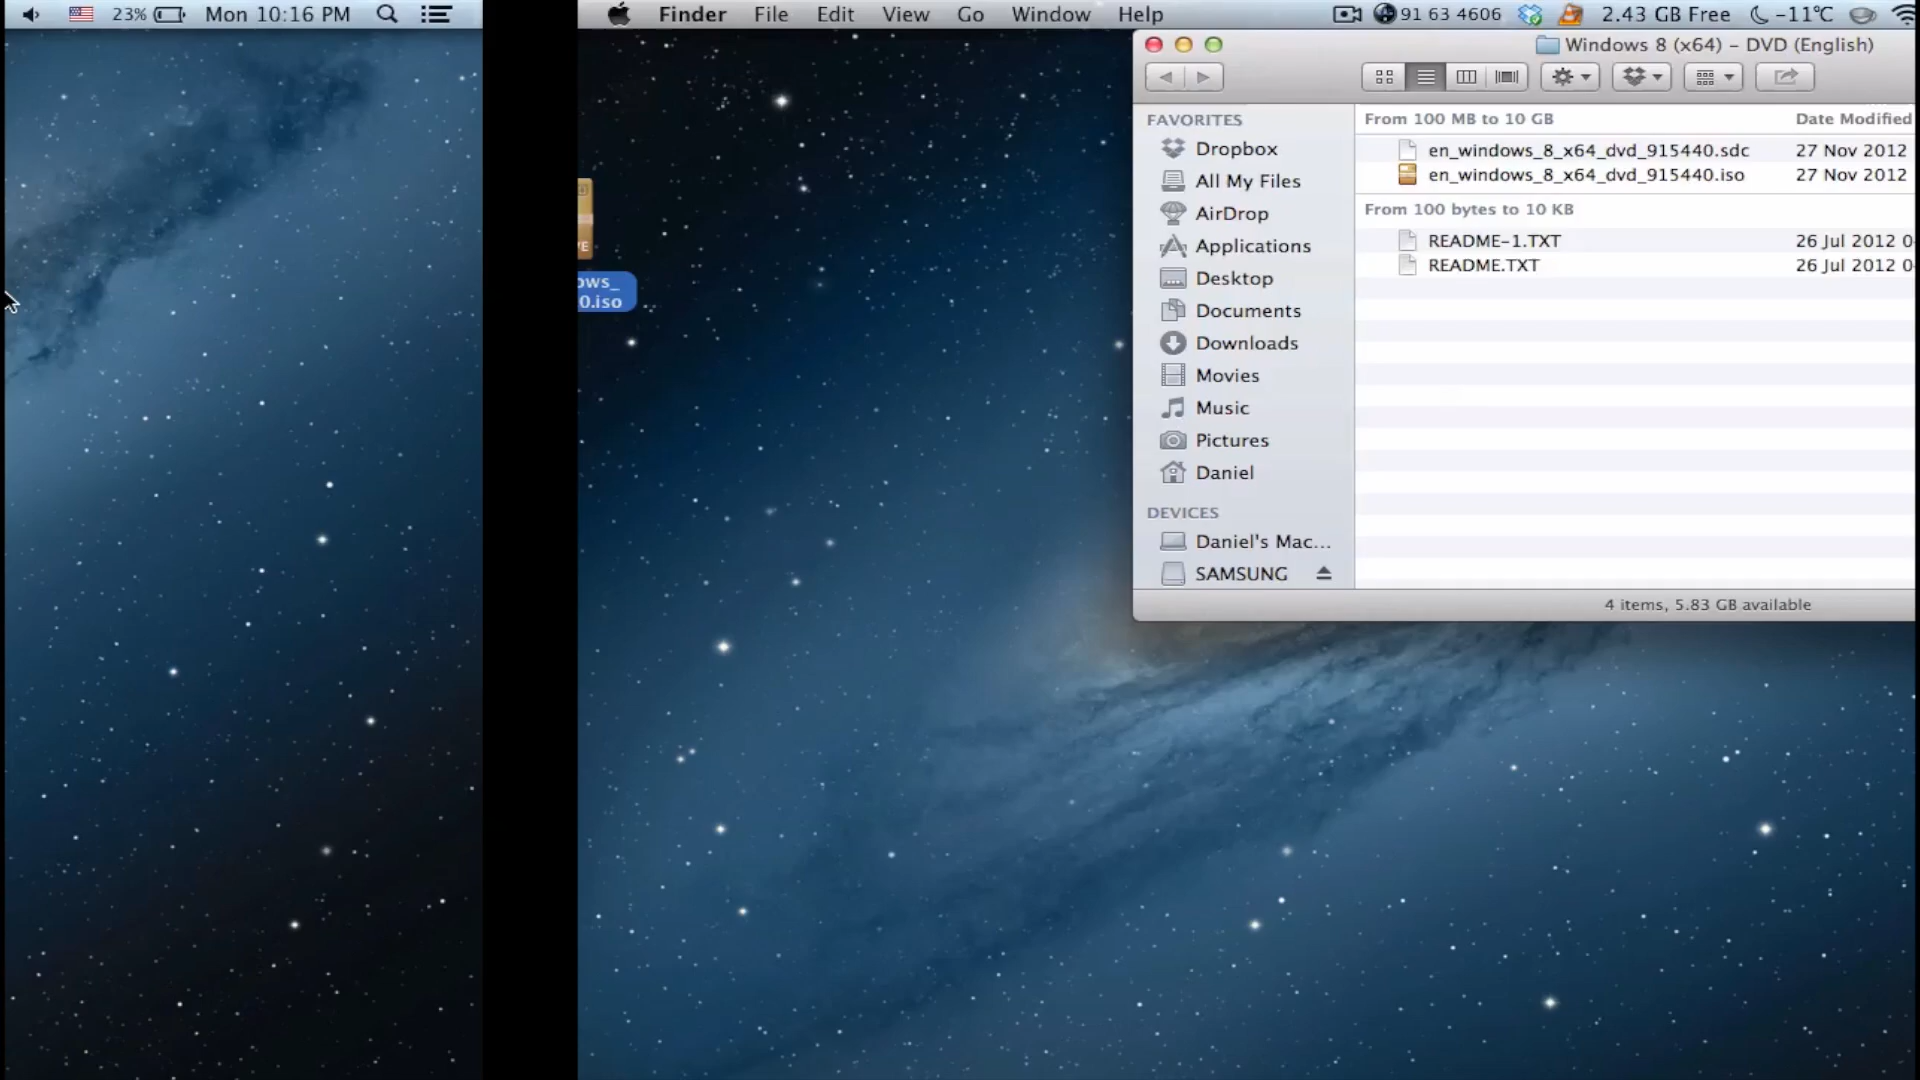 23% Mon 10:16 PM
Finder File Edit View Go Window Help 91 63 4606 2.43 GB Free -11°C
ows_
0.iso
Windows 8 (x64) – DVD (English)
FAVORITES
Dropbox
All My Files
AirDrop
Applications
Desktop
Documents
Downloads
Movies
Music
Pictures
Daniel
DEVICES
Daniel's Mac...
SAMSUNG
From 100 MB to 10 GB Date Modified
en_windows_8_x64_dvd_915440.sdc 27 Nov 2012
en_windows_8_x64_dvd_915440.iso 27 Nov 2012
From 100 bytes to 10 KB
README-1.TXT 26 Jul 2012 0
README.TXT 26 Jul 2012 0
4 items, 5.83 GB available